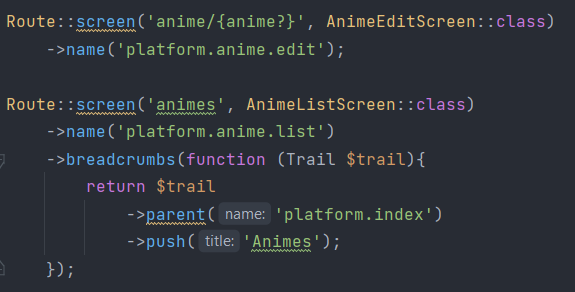 Route::screen('anime/{anime?}', AnimeEditScreen::class)
->name('platform.anime.edit');
Route::screen('animes', AnimeListScreen::class)
->name('platform.anime.list')
->breadcrumbs(function (Trail $trail){
return $trail
->parent( name: 'platform.index')
->push( title: 'Animes');
});